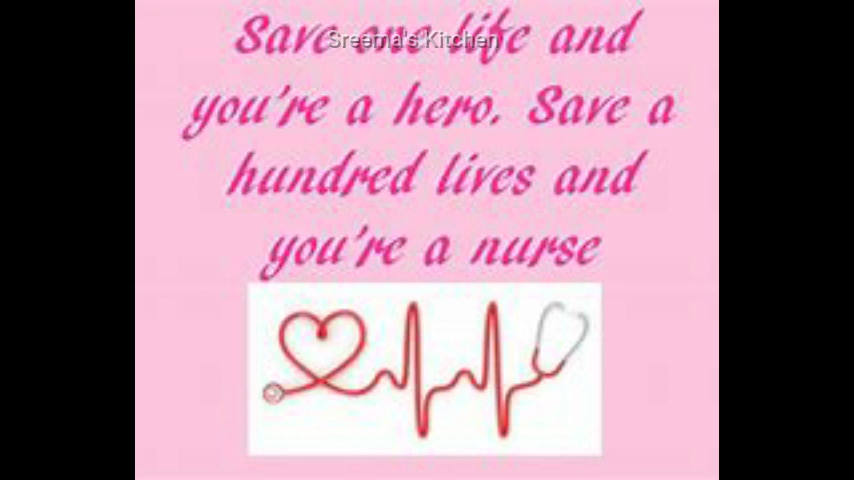 Save one life and
Sreema's Kitchen
you're a hero. Save a
hundred lives and
you're a nurse